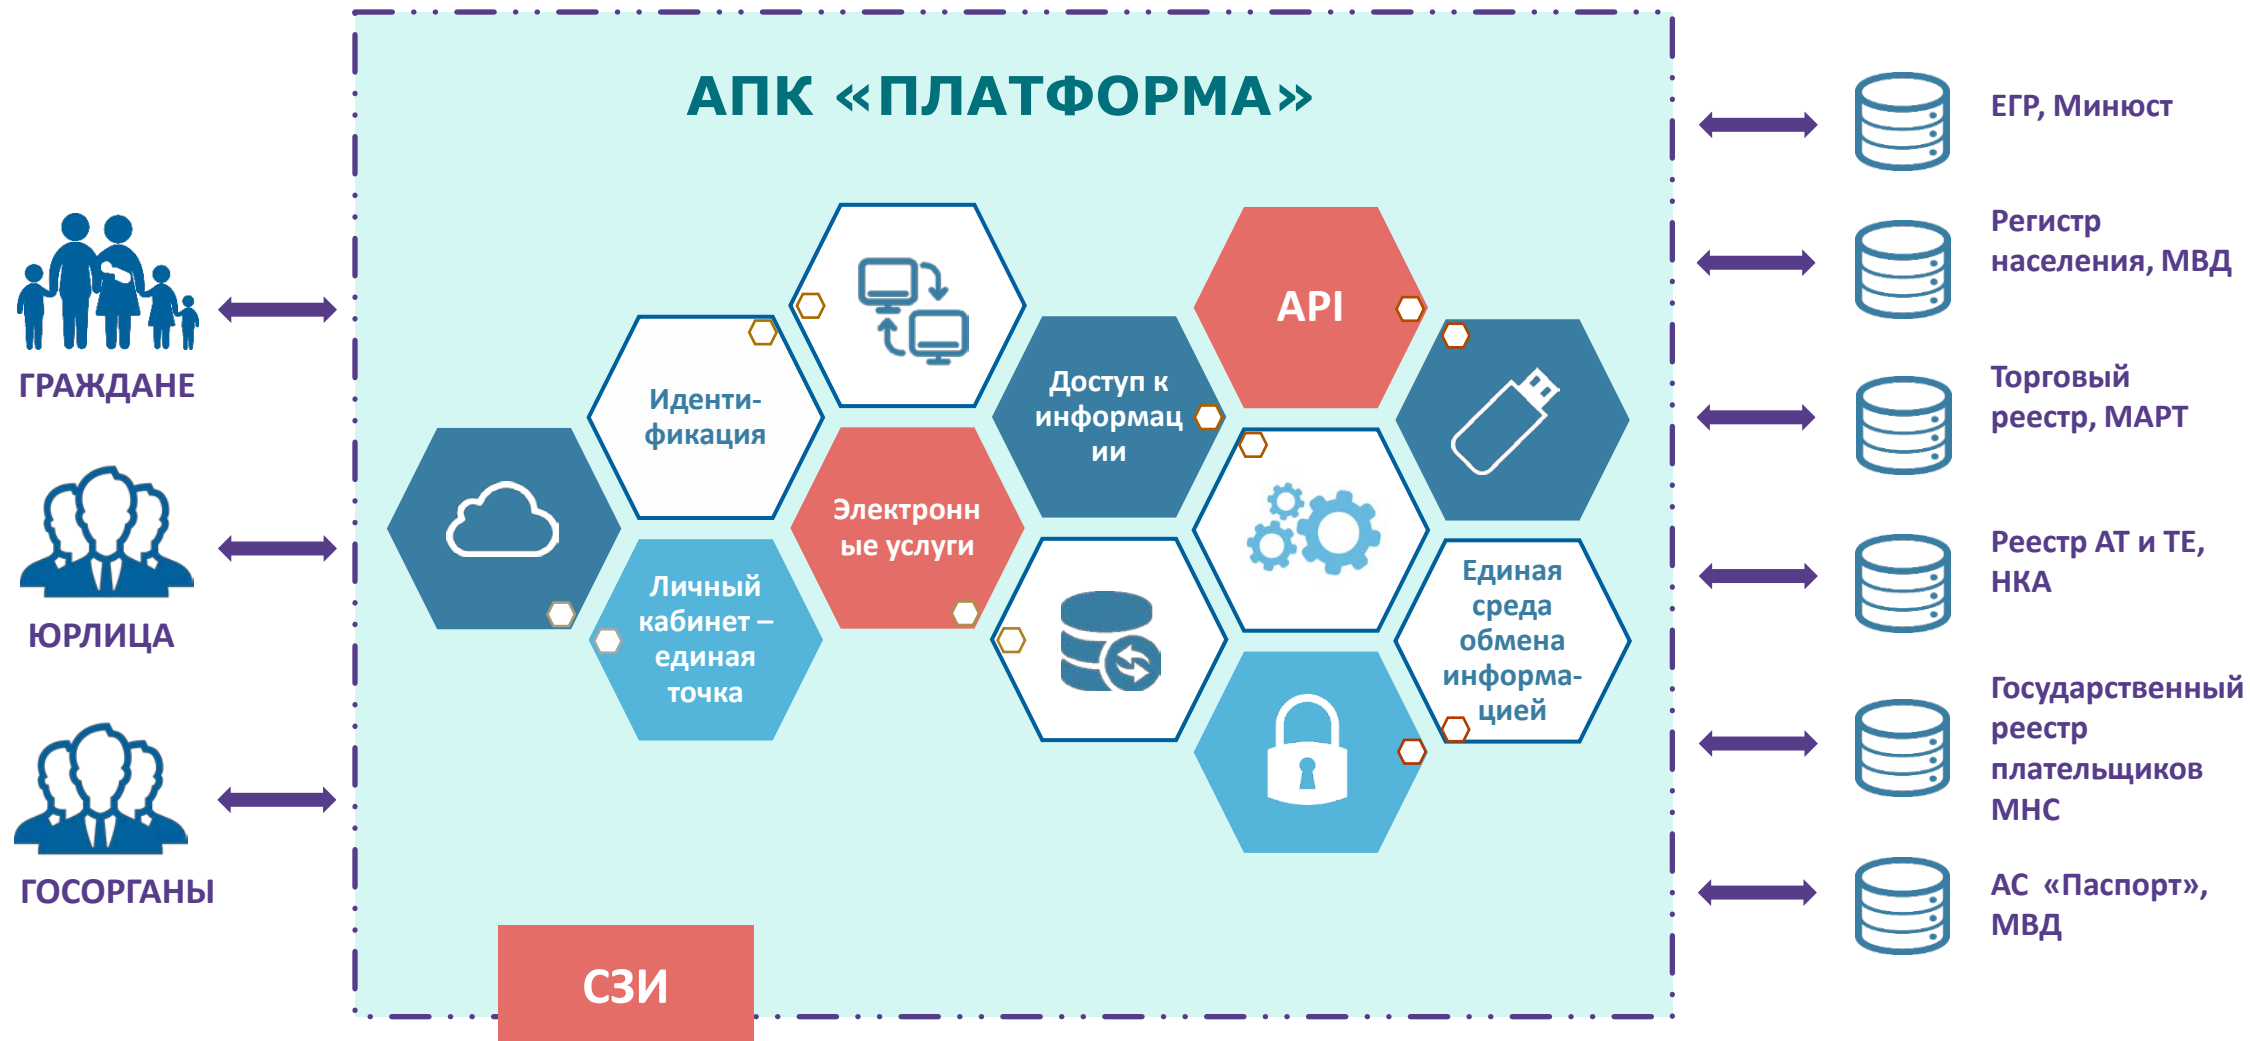 АПК «ПЛАТФОРМА»
ГРАЖДАНЕ
ЮРЛИЦА
ГОСОРГАНЫ
Иденти-
фикация
Личный
кабинет –
единая
точка
Электронн
ые услуги
Доступ к
информац
ии
API
Единая
среда
обмена
информа-
цией
СЗИ
ЕГР, Минюст
Регистр
населения, МВД
Торговый
реестр, МАРТ
Реестр АТ и ТЕ,
НКА
Государственный
реестр
плательщиков
МНС
АС «Паспорт»,
МВД